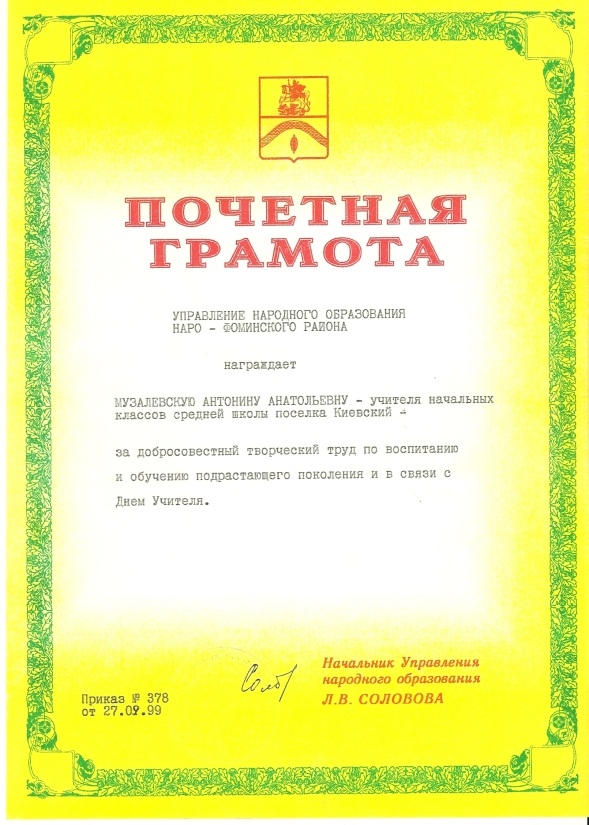 ПОЧЕТНАЯ
ГРАМОТА
УПРАВЛЕНИЕ НАРОДНОГО ОБРАЗОВАНИЯ
НАРО - ФОМИНСКОГО РАИОНА
награждает
МУЗАЛЕВСКУЮ АНТОНИНУ АНАТОЛЬЕВНУ - учителя начальных
классов средней школы поселка Киевский -
за добросовестный творческий труд по воспитанию
и обучению подрастающего поколения и в связи с
Днем Учителя.
Начальник Управления
народного образования
Л.В. СОЛОВОВА
Приказ № 378
от 27.09.99